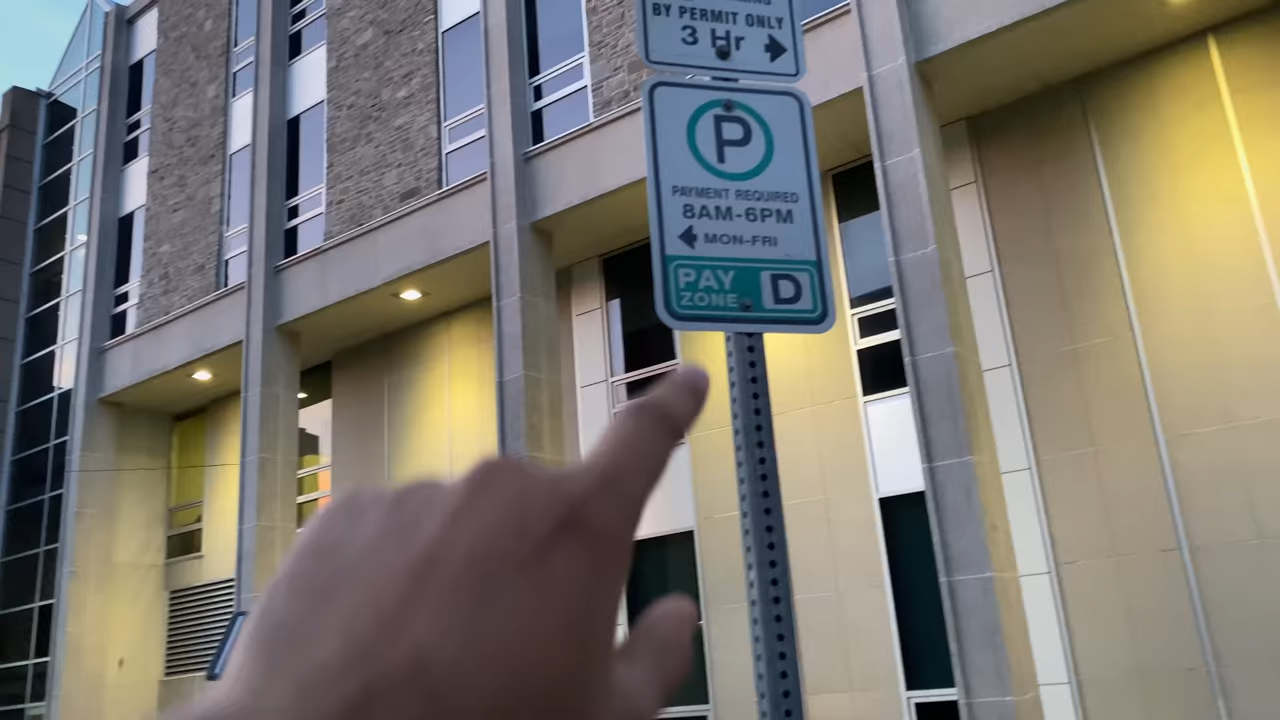 BY PERMIT ONLY
3 Hr
P
PAYMENT REQUIRED
8AM-6PM
MON-FRI
PAY
ZONE
D